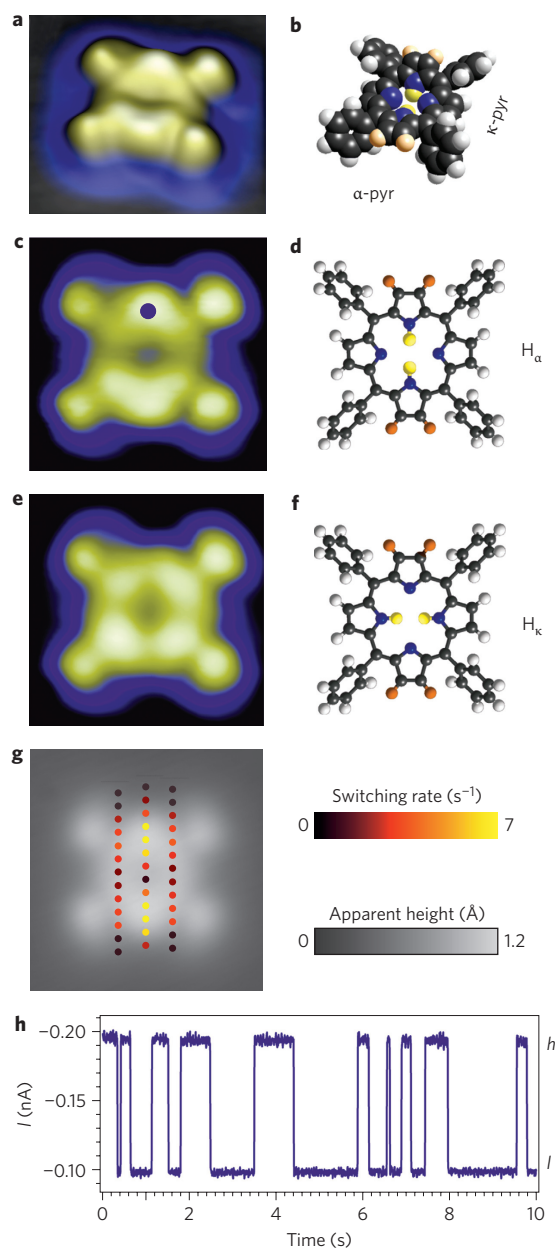 a
b
κ-pyr
α-pyr
c
d
Hα
e
f
Hκ
g
Switching rate (s⁻¹)
0
7
Apparent height (Å)
0
1.2
h
−0.20
h
I (nA)
−0.15
−0.10
l
0
2
4
6
8
10
Time (s)